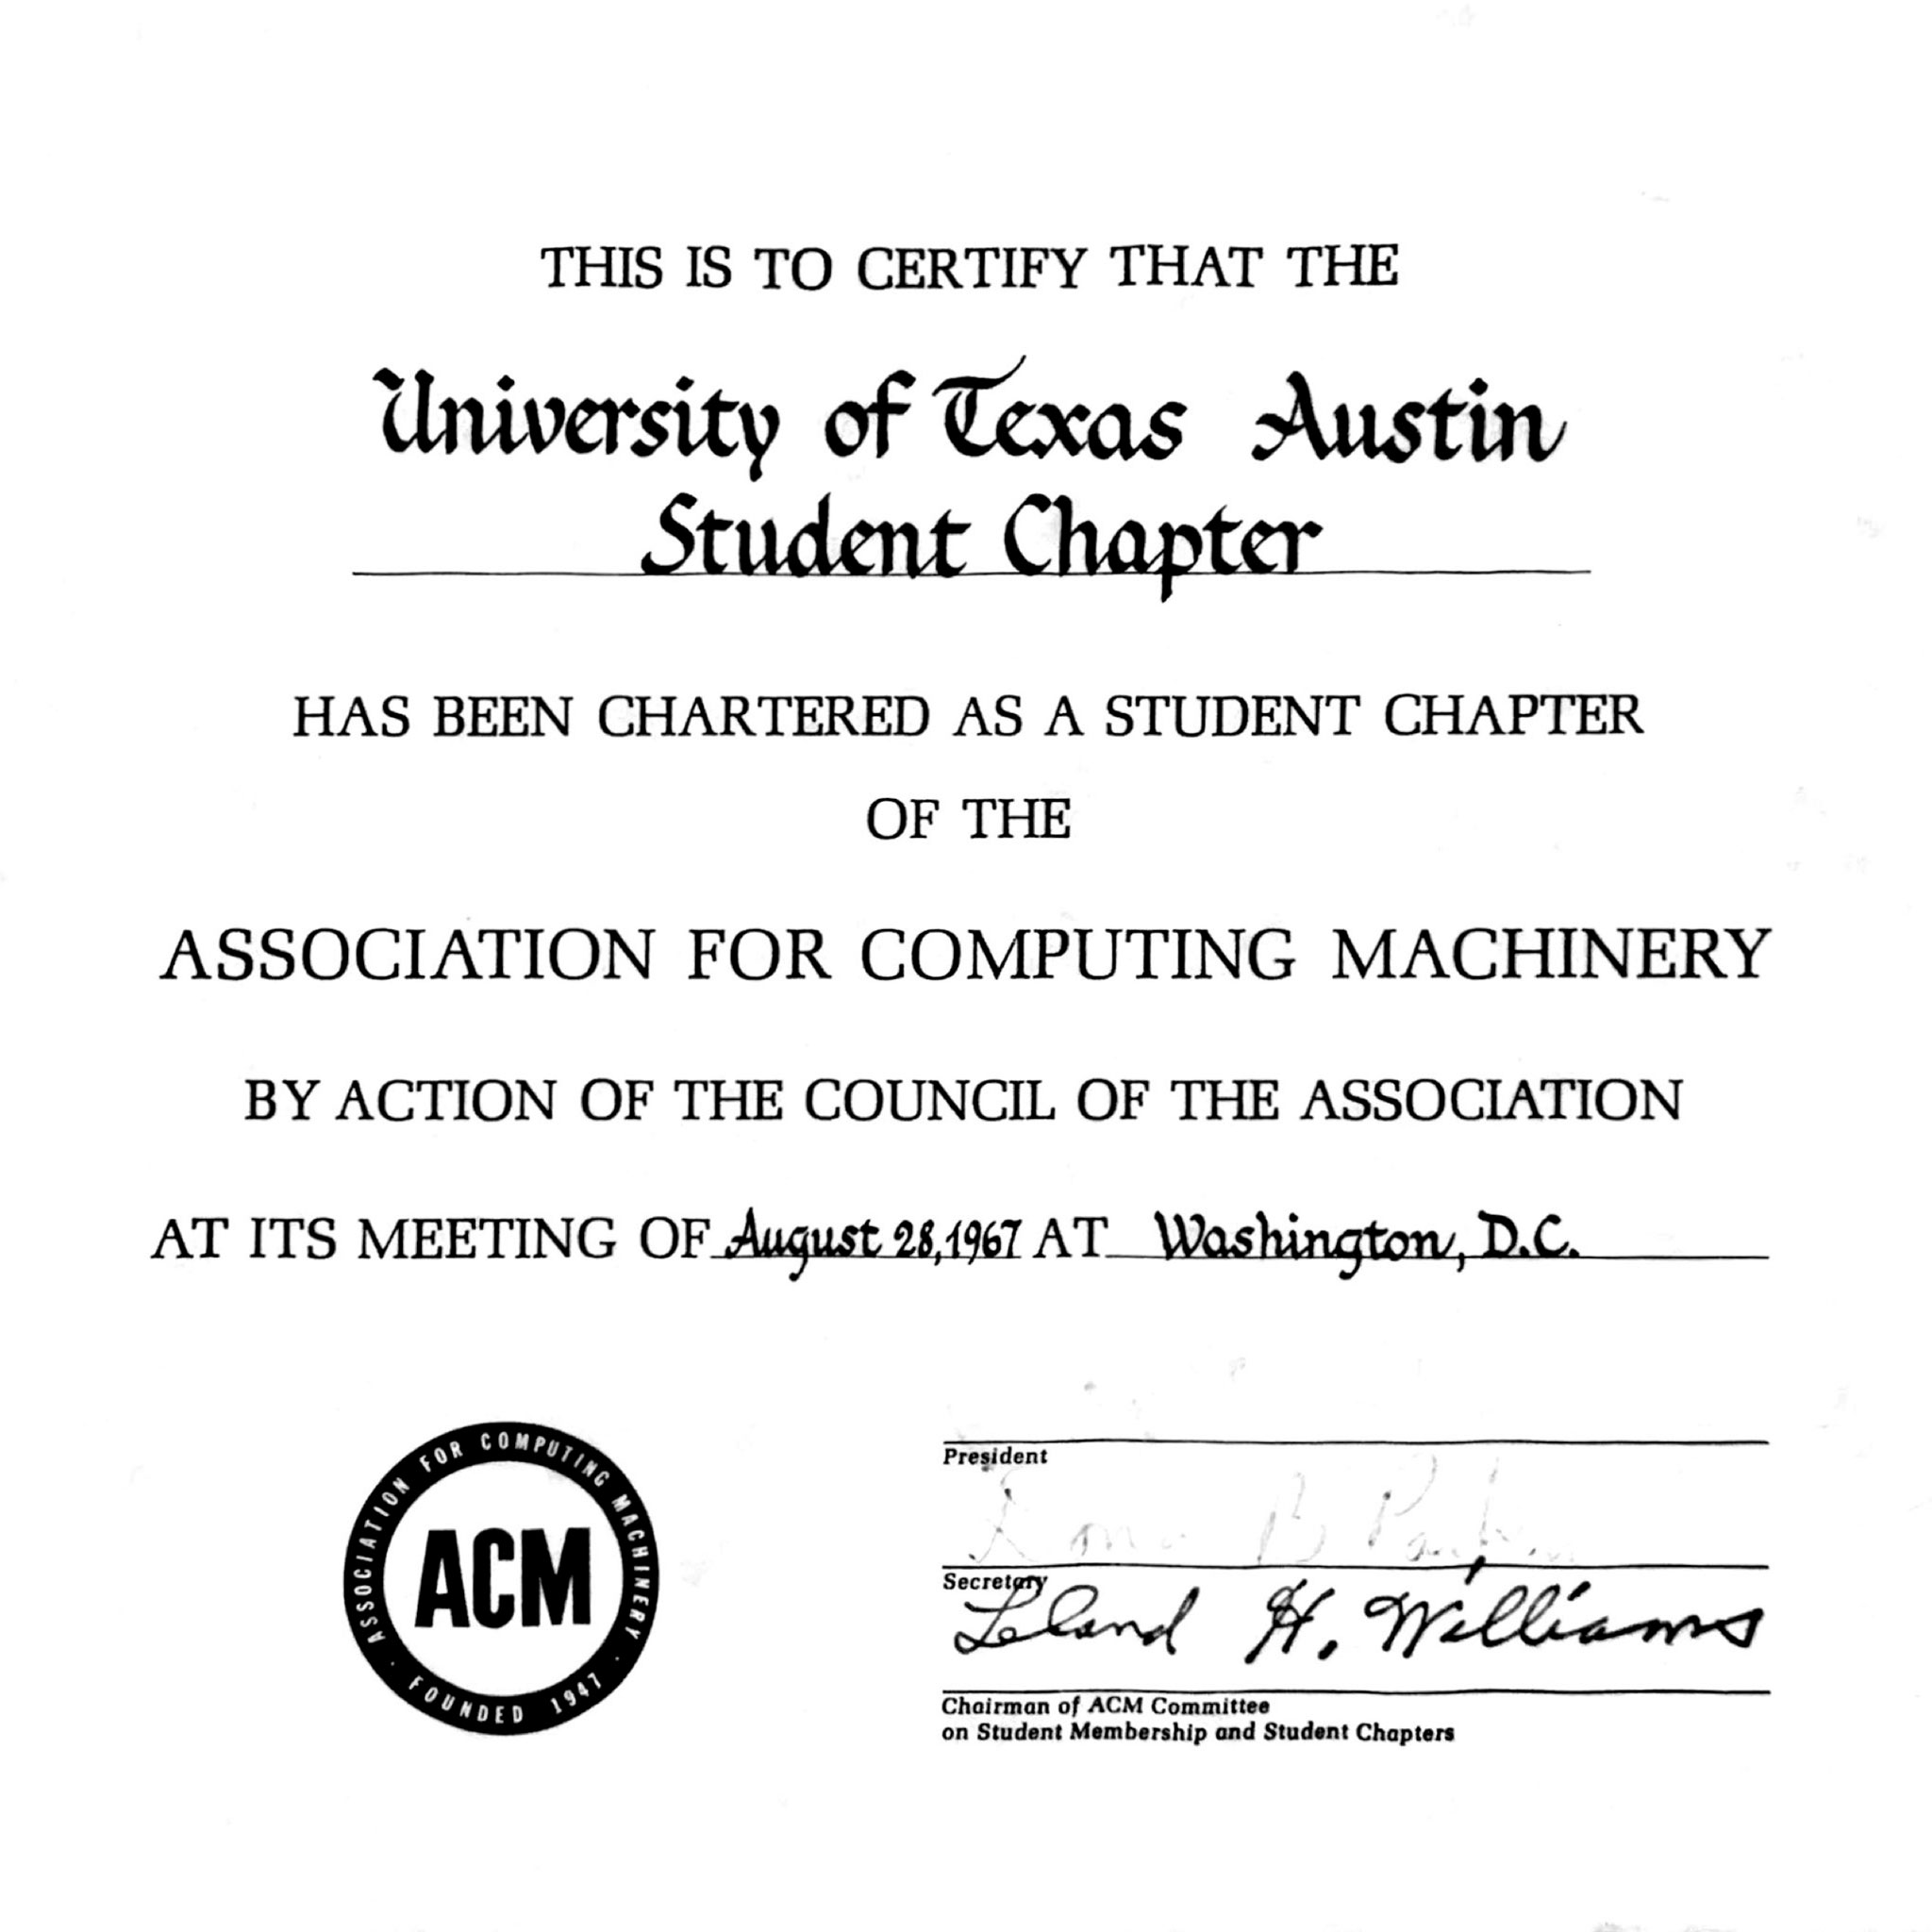 THIS IS TO CERTIFY THAT THE
University of Texas Austin
Student Chapter
HAS BEEN CHARTERED AS A STUDENT CHAPTER
OF THE
ASSOCIATION FOR COMPUTING MACHINERY
BY ACTION OF THE COUNCIL OF THE ASSOCIATION
AT ITS MEETING OF August 28, 1967 AT Washington, D.C.
ASSOCIATION FOR COMPUTING MACHINERY · FOUNDED 1947 ·
ACM
President
B
Secretary
Leland H. Williams
Chairman of ACM Committee
on Student Membership and Student Chapters